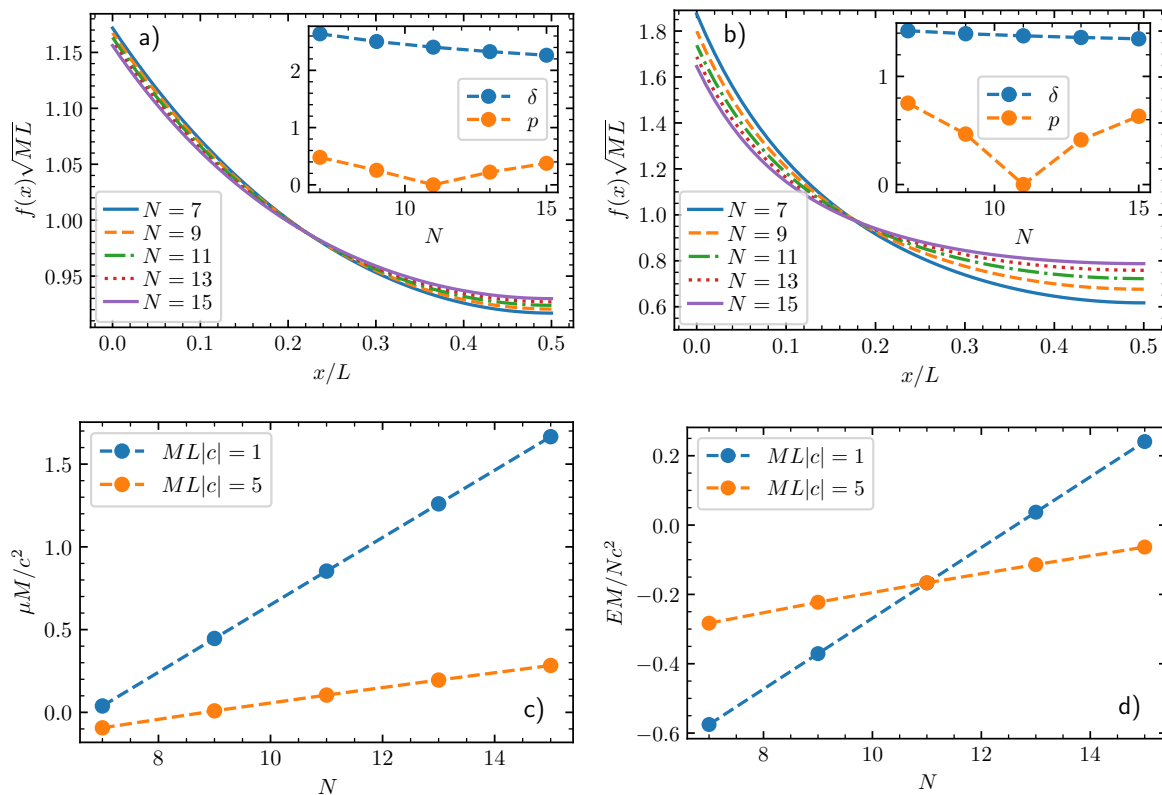 a)
f(x)√ML
1.15
1.10
1.05
1.00
0.95
0.0 0.1 0.2 0.3 0.4 0.5
x/L
N = 7
N = 9
N = 11
N = 13
N = 15
2
0
10 15
N
δ
p
b)
f(x)√ML
1.8
1.6
1.4
1.2
1.0
0.8
0.6
0.0 0.1 0.2 0.3 0.4 0.5
x/L
N = 7
N = 9
N = 11
N = 13
N = 15
1
0
10 15
N
δ
p
ML|c| = 1
ML|c| = 5
μM/c²
1.5
1.0
0.5
0.0
8 10 12 14
N
c)
ML|c| = 1
ML|c| = 5
EM/Nc²
0.2
0.0
−0.2
−0.4
−0.6
8 10 12 14
N
d)